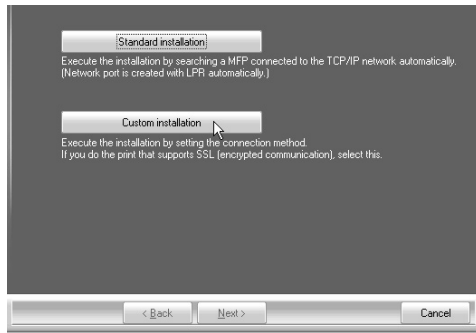 Standard installation
Execute the installation by searching a MFP connected to the TCP/IP network automatically.
(Network port is created with LPR automatically.)
Custom installation
Execute the installation by setting the connection method.
If you do the print that supports SSL (encrypted communication), select this.
< Back
Next >
Cancel